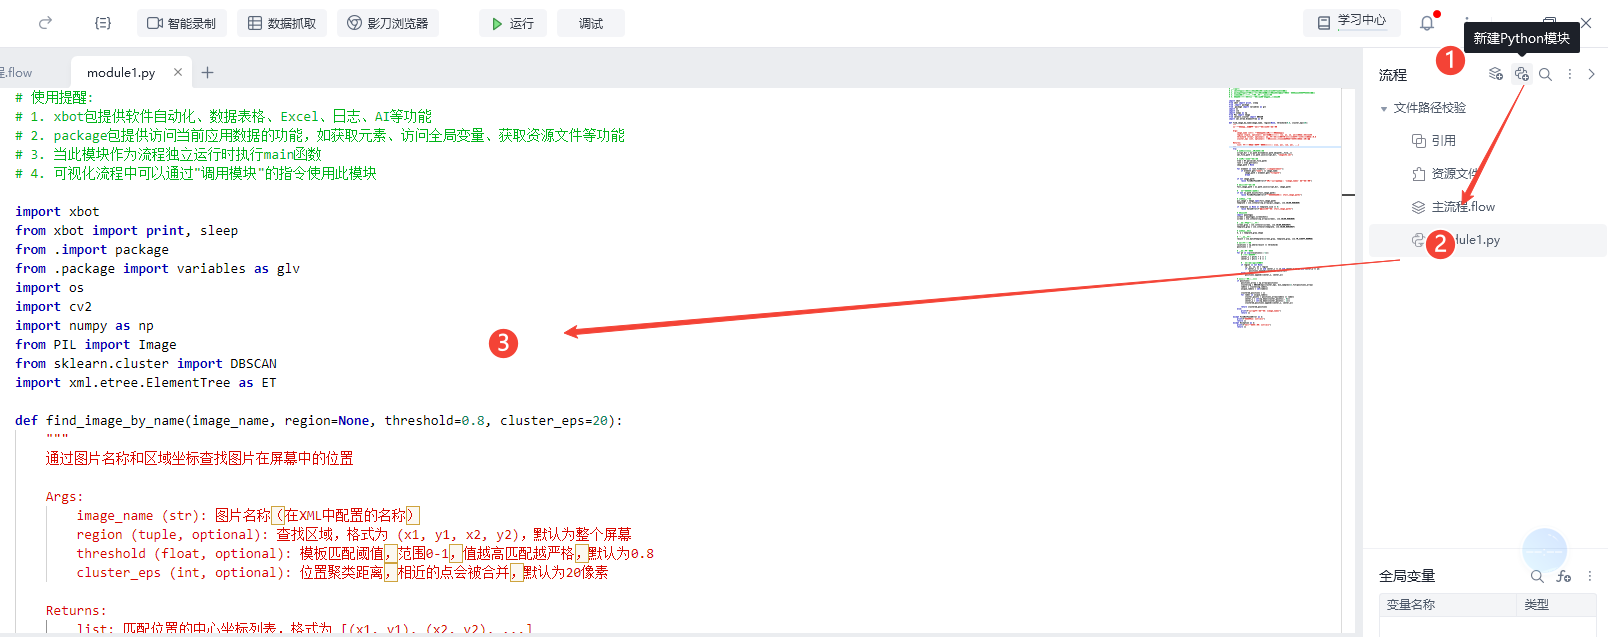 智能录制
数据抓取
影刀浏览器
运行
调试
学习中心
新建Python模块
.flow
module1.py
流程
1
# 使用提醒:
# 1. xbot包提供软件自动化、数据表格、Excel、日志、AI等功能
# 2. package包提供访问当前应用数据的功能，如获取元素、访问全局变量、获取资源文件等功能
# 3. 当此模块作为流程独立运行时执行main函数
# 4. 可视化流程中可以通过"调用模块"的指令使用此模块
import xbot
from xbot import print, sleep
from .import package
from .package import variables as glv
import os
import cv2
import numpy as np
from PIL import Image
from sklearn.cluster import DBSCAN
import xml.etree.ElementTree as ET
def find_image_by_name(image_name, region=None, threshold=0.8, cluster_eps=20):
"""
通过图片名称和区域坐标查找图片在屏幕中的位置
Args:
image_name (str): 图片名称（在XML中配置的名称）
region (tuple, optional): 查找区域，格式为 (x1, y1, x2, y2)，默认为整个屏幕
threshold (float, optional): 模板匹配阈值，范围0-1，值越高匹配越严格，默认为0.8
cluster_eps (int, optional): 位置聚类距离，相近的点会被合并，默认为20像素
Returns:
list: 匹配位置的中心坐标列表，格式为 [(x1, y1), (x2, y2), ...]
3
文件路径校验
引用
资源文件
主流程.flow
2
dule1.py
全局变量
变量名称
类型